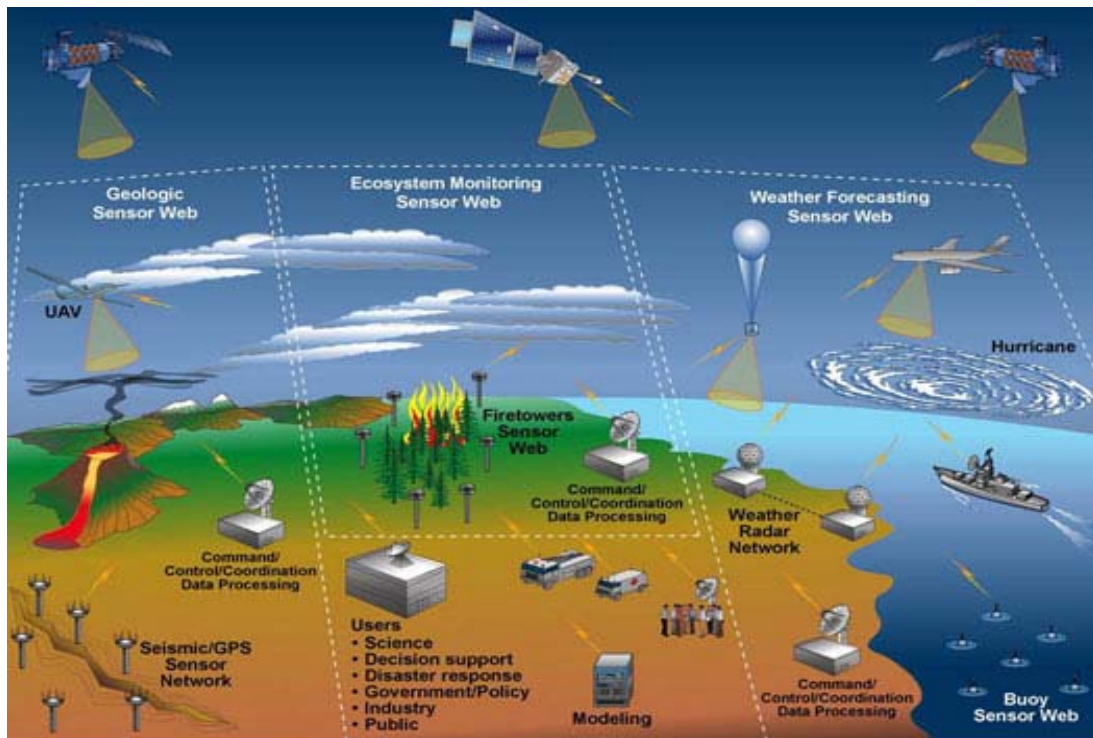 Geologic
Sensor Web
Ecosystem Monitoring
Sensor Web
Weather Forecasting
Sensor Web
UAV
Hurricane
Firetowers
Sensor
Web
Command/
Control/Coordination
Data Processing
Weather
Radar
Network
Command/
Control/Coordination
Data Processing
Seismic/GPS
Sensor
Network
Users
• Science
• Decision support
• Disaster response
• Government/Policy
• Industry
• Public
Modeling
Command/
Control/Coordination
Data Processing
Buoy
Sensor Web